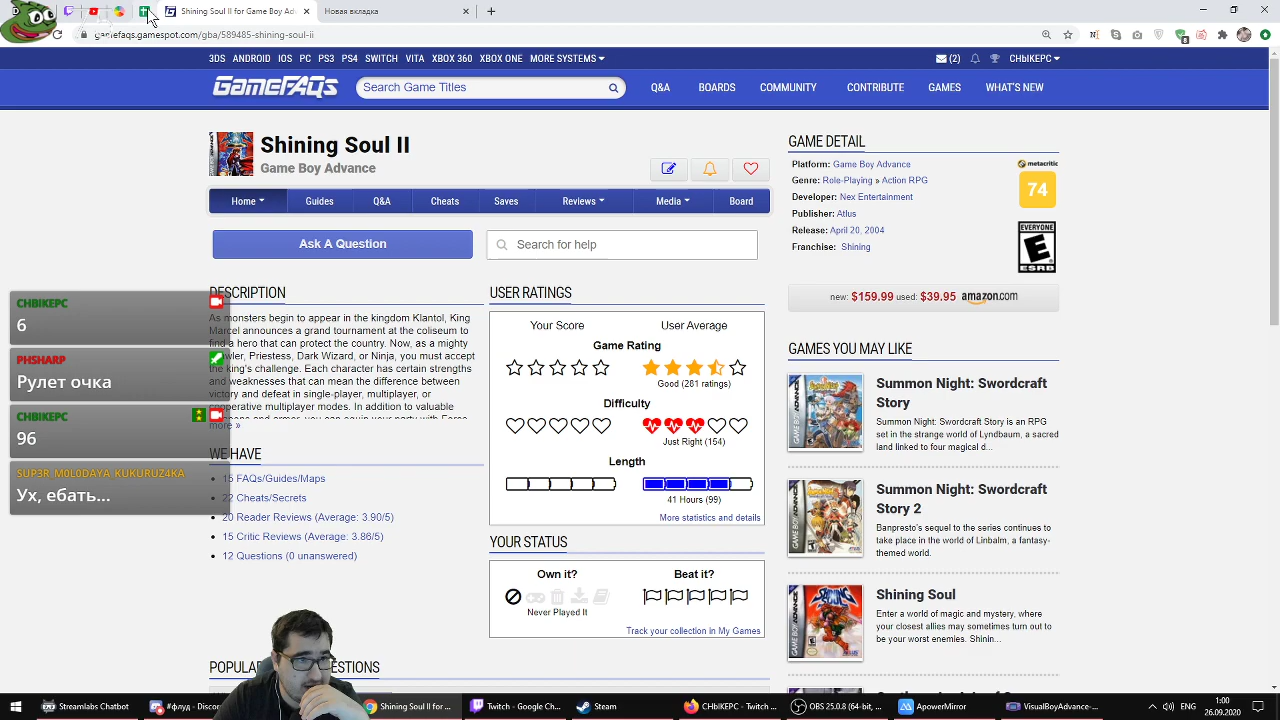 Shining Soul II for Game Boy Adv
Новая вкладка
gamefaqs.gamespot.com/gba/589485-shining-soul-ii
3DS ANDROID IOS PC PS3 PS4 SWITCH VITA XBOX 360 XBOX ONE MORE SYSTEMS
(2)
CHbIKEPC
GameFAQs
Search Game Titles
Q&A BOARDS COMMUNITY CONTRIBUTE GAMES WHAT'S NEW
Shining Soul II
Game Boy Advance
Home Guides Q&A Cheats Saves Reviews Media Board
Ask A Question
Search for help
DESCRIPTION
As monsters begin to appear in the kingdom Klantol, King
Marcel announces a grand tournament at the coliseum to
find a hero that can protect the country. Now, as a mighty
Priestess, Dark Wizard, or Ninja, you must accept
the king's challenge. Each character has certain strengths
and weaknesses that can mean the difference between
victory and defeat in single-player, multiplayer, or
cooperative multiplayer modes. In addition to valuable
more »
WE HAVE
15 FAQs/Guides/Maps
22 Cheats/Secrets
20 Reader Reviews (Average: 3.90/5)
15 Critic Reviews (Average: 3.86/5)
12 Questions (0 unanswered)
POPULA
ESTIONS
USER RATINGS
Your Score
User Average
Game Rating
Good (281 ratings)
Difficulty
Just Right (154)
Length
41 Hours (99)
More statistics and details
YOUR STATUS
Own it?
Beat it?
Never Played It
Track your collection in My Games
GAME DETAIL
Platform: Game Boy Advance
Genre: Role-Playing » Action RPG
Developer: Nex Entertainment
Publisher: Atlus
Release: April 20, 2004
Franchise: Shining
metacritic
74
EVERYONE
E
ESRB
new: $159.99 used: $39.95 amazon.com
GAMES YOU MAY LIKE
Summon Night: Swordcraft
Story
Summon Night: Swordcraft Story is an RPG
set in the strange world of Lyndbaum, a sacred
land linked to four magical d...
Summon Night: Swordcraft
Story 2
Banpresto's sequel to the series continues to
take place in the world of Linbalm, a fantasy-
themed world.
Shining Soul
Enter a world of magic and mystery, where
your closest allies may sometimes turn out to
be your worst enemies. Shinin...
CHBIKEPC
6
PHSHARP
Рулет очка
CHBIKEPC
96
SUP3R_M0L0DAYA_KUKURUZ4KA
Ух, ебать...
Streamlabs Chatbot
#флуд - Discord
Shining Soul II for ...
Twitch - Google Ch...
Steam
CHbIKEPC - Twitch ...
OBS 25.0.8 (64-bit, ...
ApowerMirror
VisualBoyAdvance-...
ENG
1:00
26.09.2020